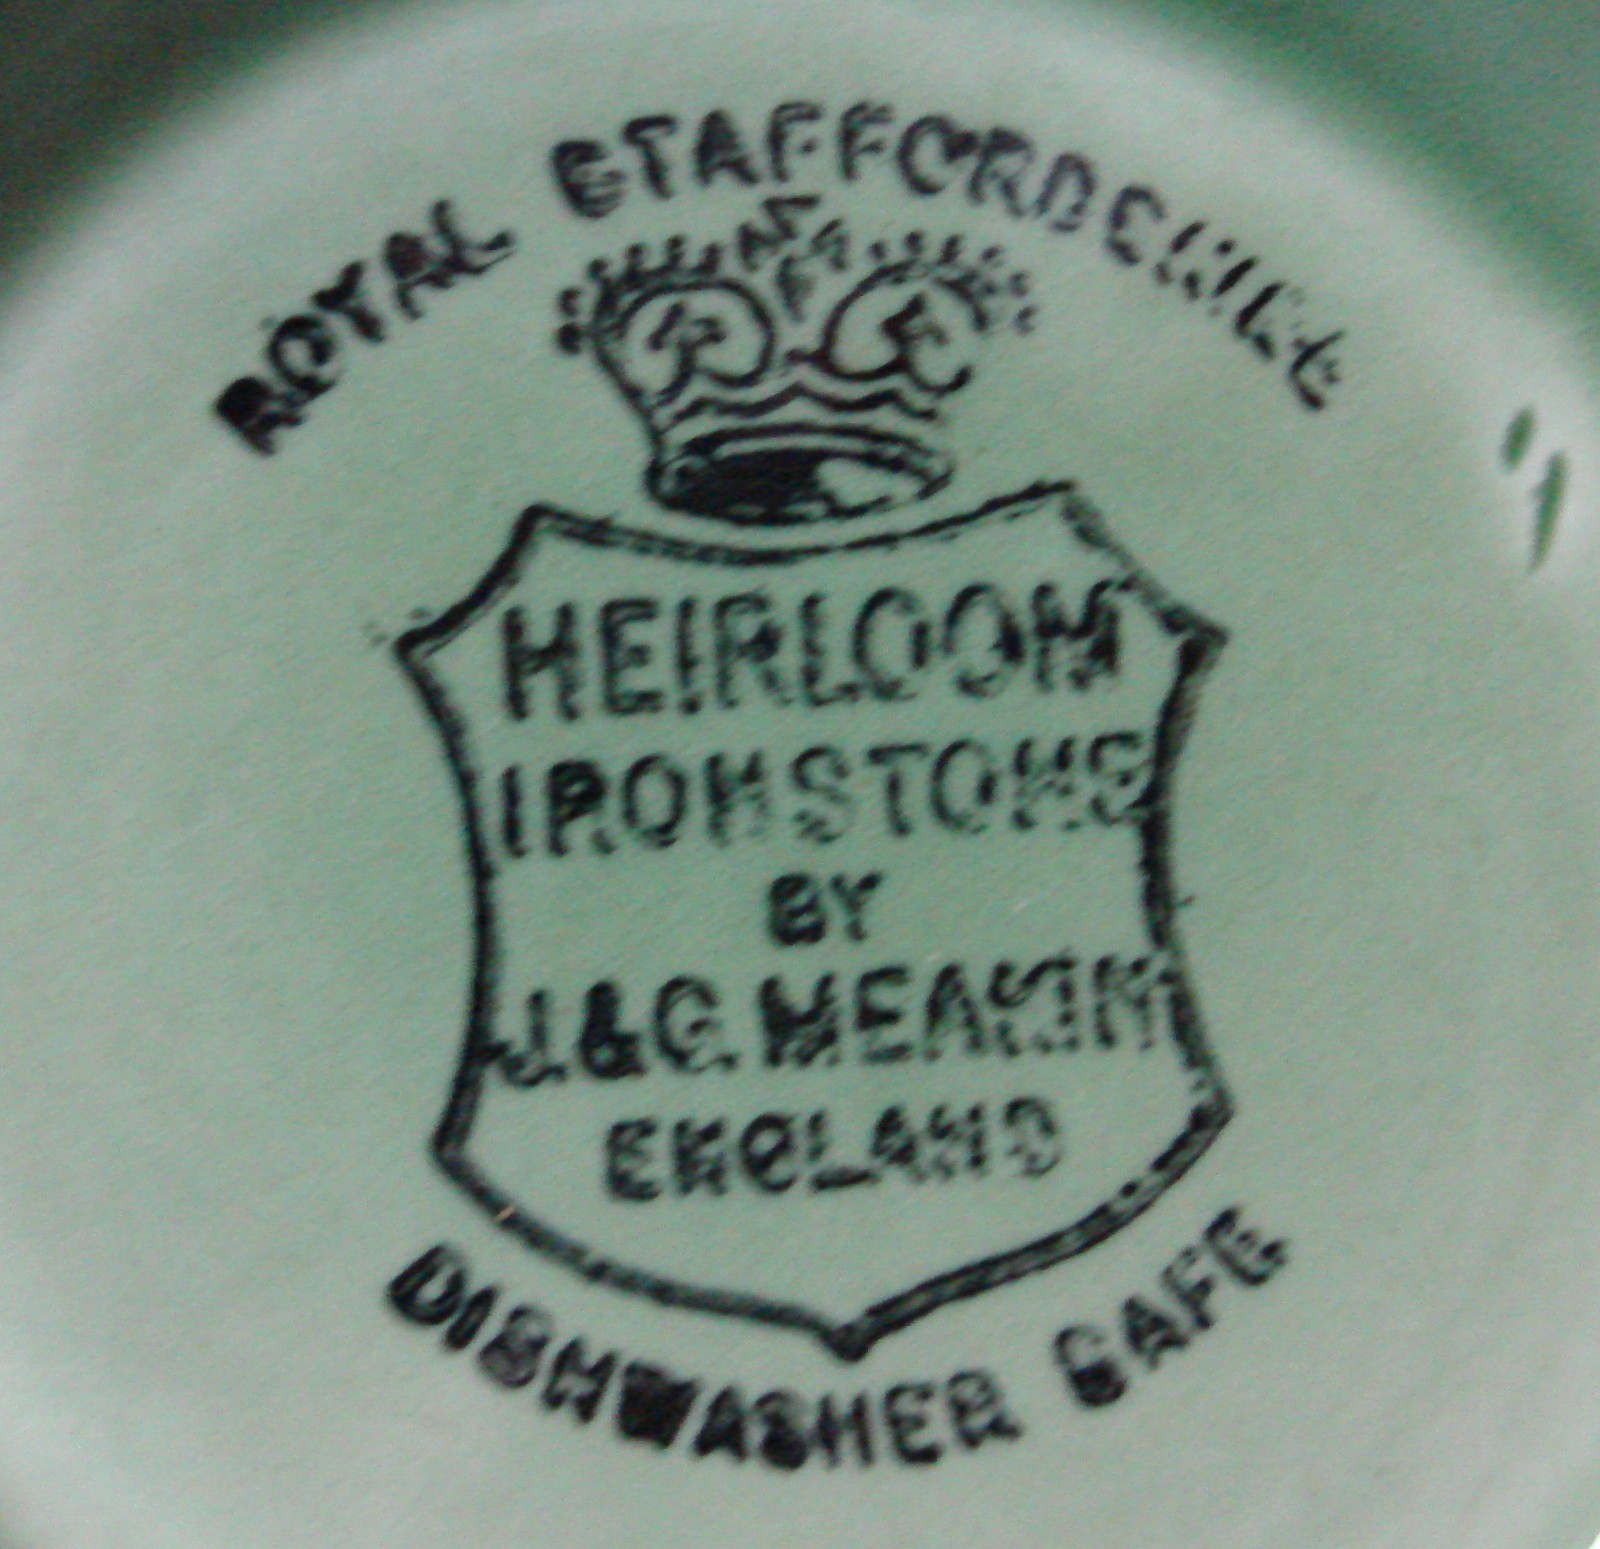 ROYAL STAFFORDSHIRE
HEIRLOOM
IRONSTONE
BY
J.&G. MEAKIN
ENGLAND
DISHWASHER SAFE